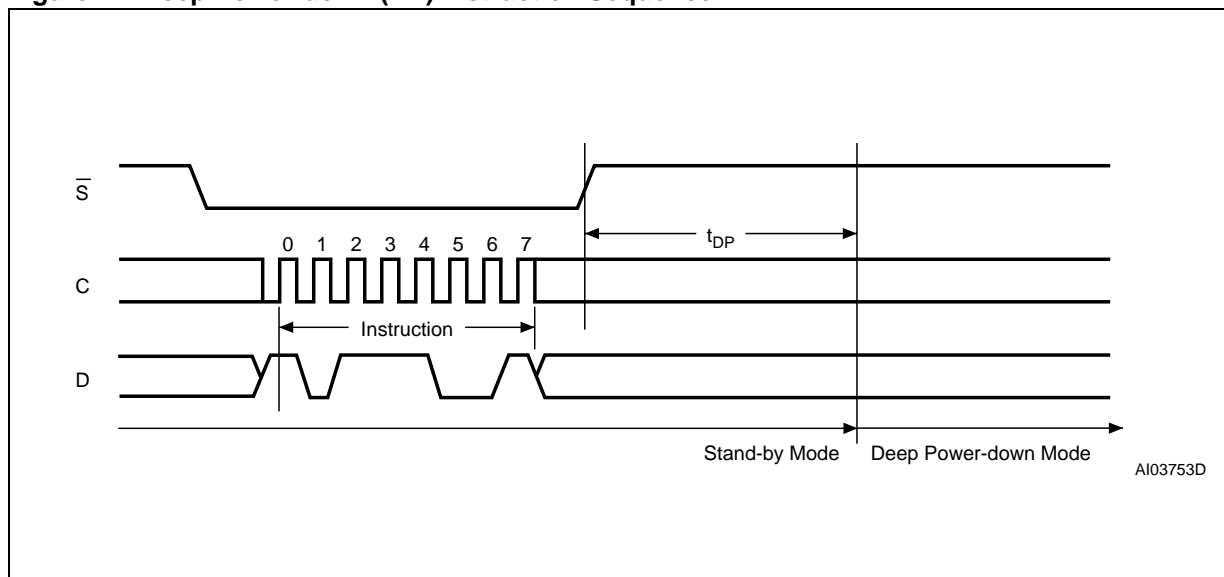 S
0 1 2 3 4 5 6 7
tDP
C
Instruction
D
Stand-by Mode Deep Power-down Mode
AI03753D